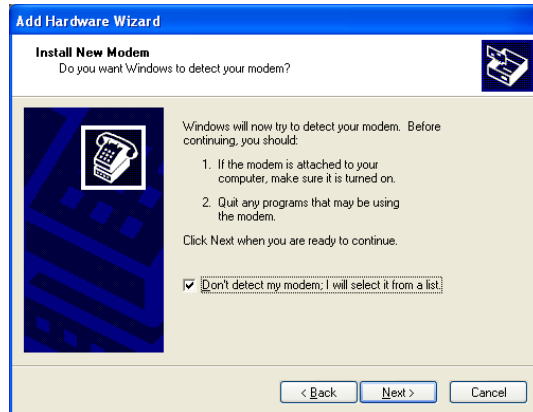 Add Hardware Wizard
Install New Modem
Do you want Windows to detect your modem?
Windows will now try to detect your modem. Before
continuing, you should:
1. If the modem is attached to your
computer, make sure it is turned on.
2. Quit any programs that may be using
the modem.
Click Next when you are ready to continue.
Don't detect my modem; I will select it from a list.
< Back
Next >
Cancel